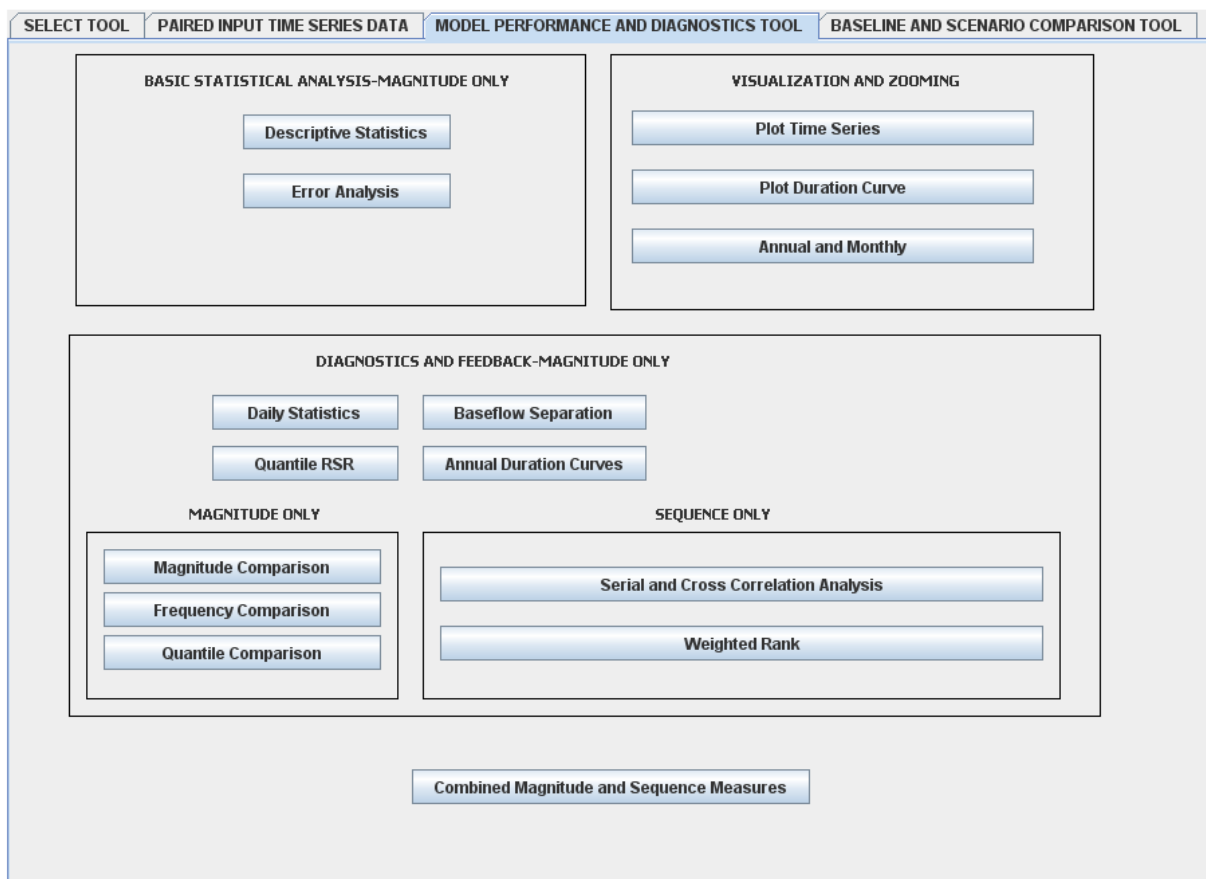 SELECT TOOL PAIRED INPUT TIME SERIES DATA MODEL PERFORMANCE AND DIAGNOSTICS TOOL BASELINE AND SCENARIO COMPARISON TOOL
BASIC STATISTICAL ANALYSIS-MAGNITUDE ONLY
Descriptive Statistics
Error Analysis
VISUALIZATION AND ZOOMING
Plot Time Series
Plot Duration Curve
Annual and Monthly
DIAGNOSTICS AND FEEDBACK-MAGNITUDE ONLY
Daily Statistics Baseflow Separation
Quantile RSR Annual Duration Curves
MAGNITUDE ONLY
Magnitude Comparison
Frequency Comparison
Quantile Comparison
SEQUENCE ONLY
Serial and Cross Correlation Analysis
Weighted Rank
Combined Magnitude and Sequence Measures